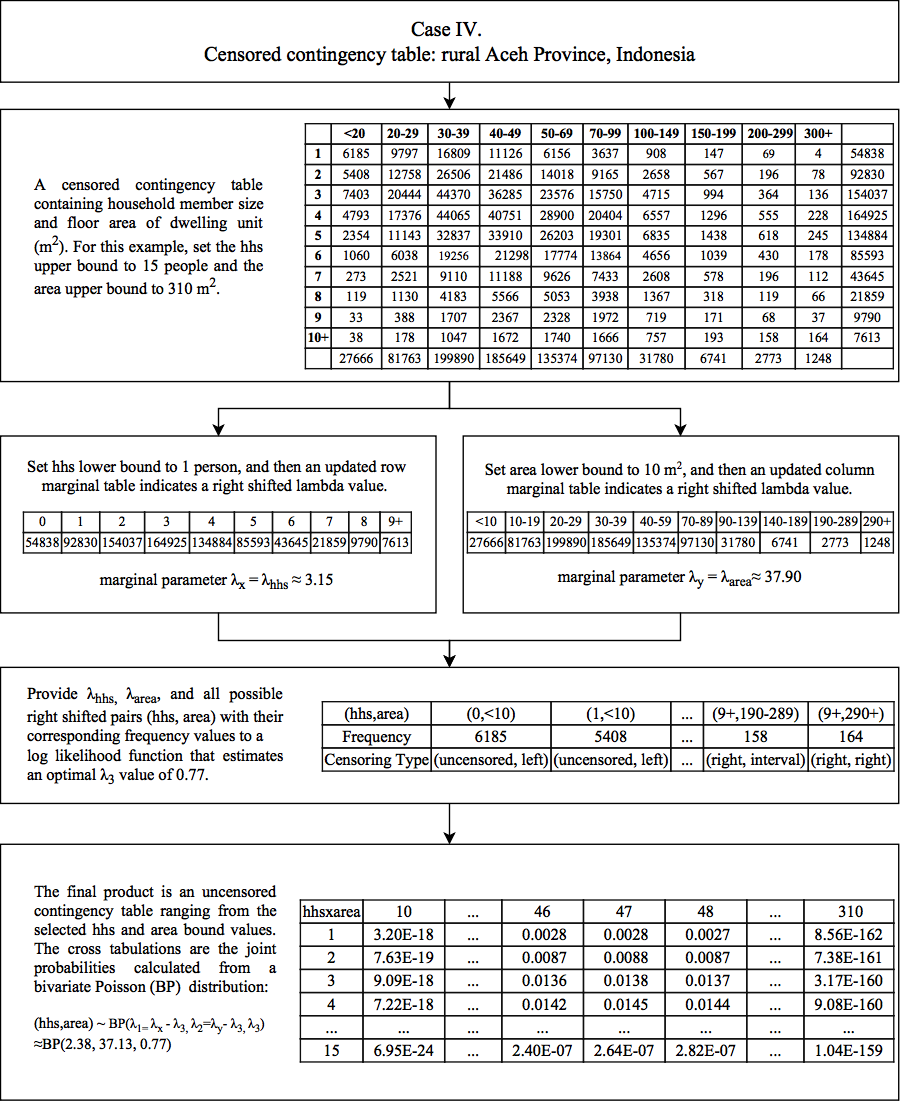 Case IV.
Censored contingency table: rural Aceh Province, Indonesia
A censored contingency table
containing household member size
and floor area of dwelling unit
(m²). For this example, set the hhs
upper bound to 15 people and the
area upper bound to 310 m².
<20 20-29 30-39 40-49 50-69 70-99 100-149 150-199 200-299 300+
1 6185 9797 16809 11126 6156 3637 908 147 69 4 54838
2 5408 12758 26506 21486 14018 9165 2658 567 196 78 92830
3 7403 20444 44370 36285 23576 15750 4715 994 364 136 154037
4 4793 17376 44065 40751 28900 20404 6557 1296 555 228 164925
5 2354 11143 32837 33910 26203 19301 6835 1438 618 245 134884
6 1060 6038 19256 21298 17774 13864 4656 1039 430 178 85593
7 273 2521 9110 11188 9626 7433 2608 578 196 112 43645
8 119 1130 4183 5566 5053 3938 1367 318 119 66 21859
9 33 388 1707 2367 2328 1972 719 171 68 37 9790
10+ 38 178 1047 1672 1740 1666 757 193 158 164 7613
27666 81763 199890 185649 135374 97130 31780 6741 2773 1248
Set hhs lower bound to 1 person, and then an updated row
marginal table indicates a right shifted lambda value.
0 1 2 3 4 5 6 7 8 9+
54838 92830 154037 164925 134884 85593 43645 21859 9790 7613
marginal parameter λx = λhhs ≈ 3.15
Set area lower bound to 10 m², and then an updated column
marginal table indicates a right shifted lambda value.
<10 10-19 20-29 30-39 40-59 70-89 90-139 140-189 190-289 290+
27666 81763 199890 185649 135374 97130 31780 6741 2773 1248
marginal parameter λy = λarea≈ 37.90
Provide λhhs, λarea, and all possible
right shifted pairs (hhs, area) with their
corresponding frequency values to a
log likelihood function that estimates
an optimal λ3 value of 0.77.
(hhs,area) (0,<10) (1,<10) ... (9+,190-289) (9+,290+)
Frequency 6185 5408 ... 158 164
Censoring Type (uncensored, left) (uncensored, left) ... (right, interval) (right, right)
The final product is an uncensored
contingency table ranging from the
selected hhs and area bound values.
The cross tabulations are the joint
probabilities calculated from a
bivariate Poisson (BP) distribution:
(hhs,area) ~ BP(λ1= λx - λ3, λ2=λy- λ3, λ3)
≈BP(2.38, 37.13, 0.77)
hhsxarea 10 ... 46 47 48 ... 310
1 3.20E-18 ... 0.0028 0.0028 0.0027 ... 8.56E-162
2 7.63E-19 ... 0.0087 0.0088 0.0087 ... 7.38E-161
3 9.09E-18 ... 0.0136 0.0138 0.0137 ... 3.17E-160
4 7.22E-18 ... 0.0142 0.0145 0.0144 ... 9.08E-160
... ... ... ... ... ... ...
15 6.95E-24 ... 2.40E-07 2.64E-07 2.82E-07 ... 1.04E-159